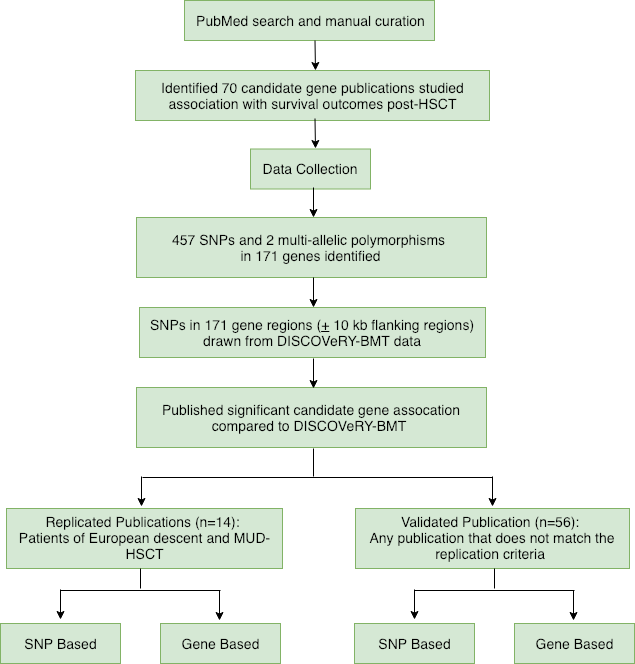 PubMed search and manual curation
Identified 70 candidate gene publications studied
association with survival outcomes post-HSCT
Data Collection
457 SNPs and 2 multi-allelic polymorphisms
in 171 genes identified
SNPs in 171 gene regions (± 10 kb flanking regions)
drawn from DISCOVeRY-BMT data
Published significant candidate gene assocation
compared to DISCOVeRY-BMT
Replicated Publications (n=14):
Patients of European descent and MUD-
HSCT
Validated Publication (n=56):
Any publication that does not match the
replication criteria
SNP Based
Gene Based
SNP Based
Gene Based